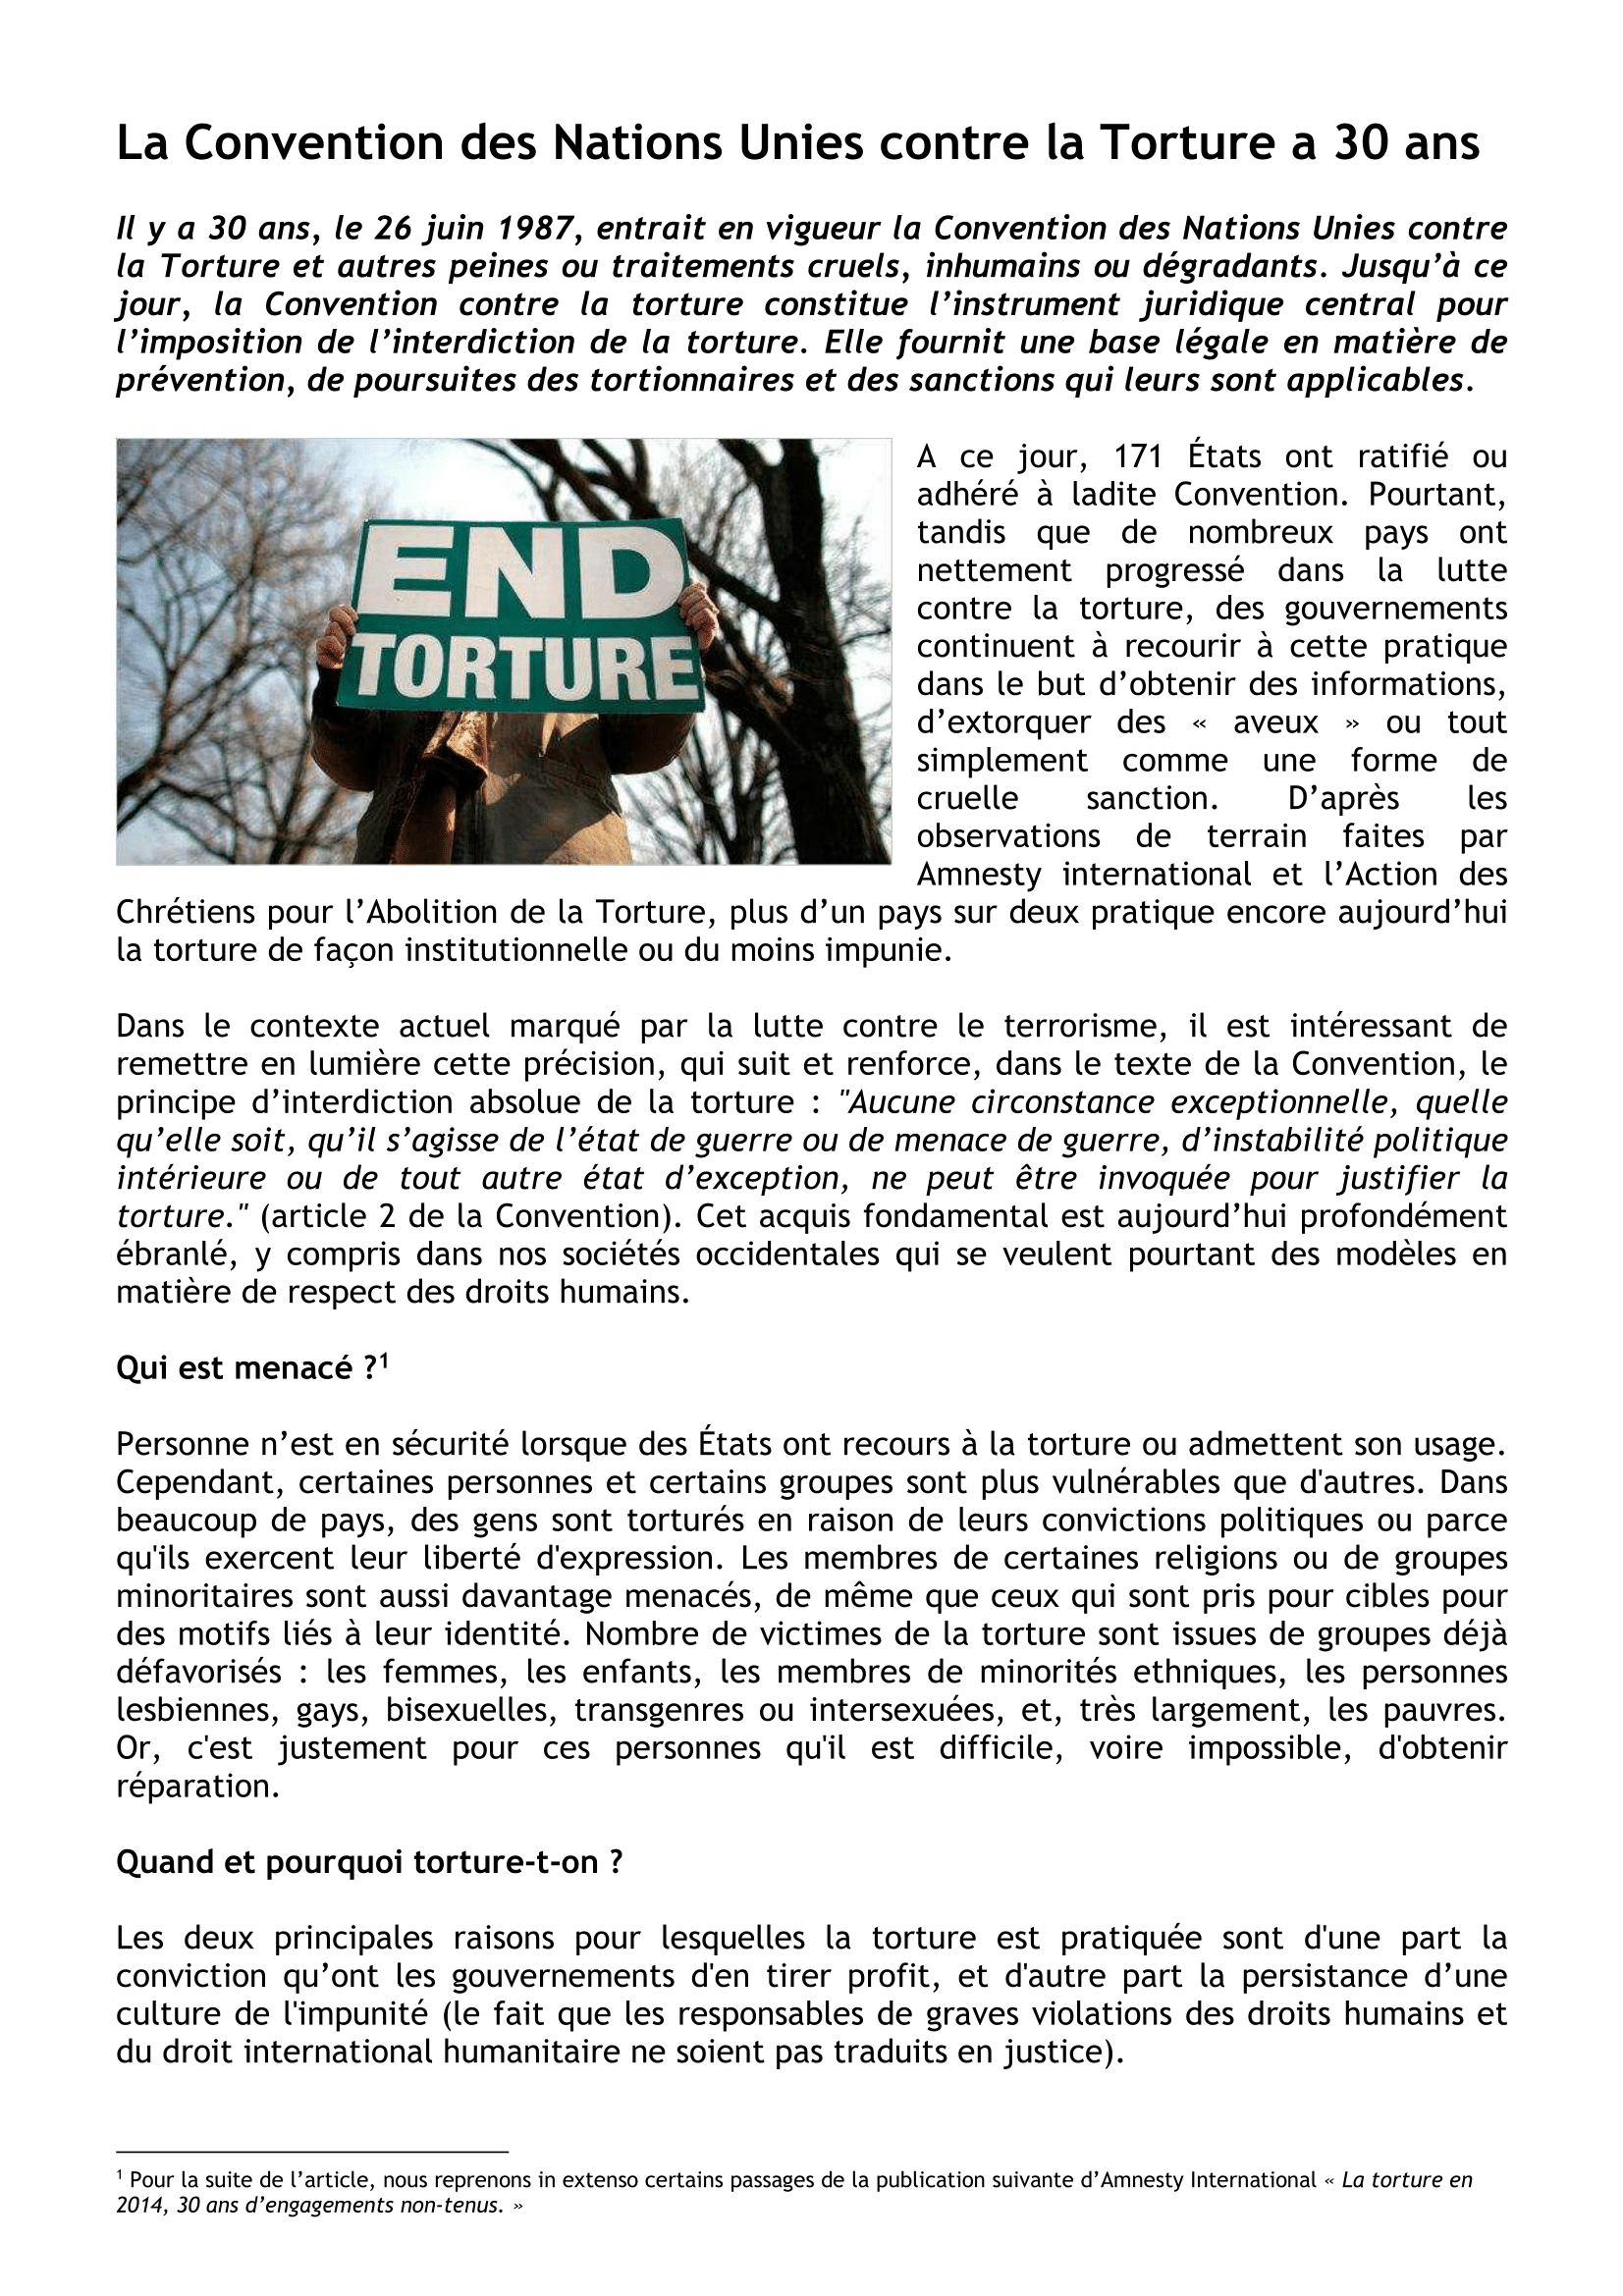 La Convention des Nations Unies contre la Torture a 30 ans
Il y a 30 ans, le 26 juin 1987, entrait en vigueur la Convention des Nations Unies contre
la Torture et autres peines ou traitements cruels, inhumains ou dégradants. Jusqu’à ce
jour, la Convention contre la torture constitue l’instrument juridique central pour
l’imposition de l’interdiction de la torture. Elle fournit une base légale en matière de
prévention, de poursuites des tortionnaires et des sanctions qui leurs sont applicables.
END
TORTURE
A ce jour, 171 États ont ratifié ou
adhéré à ladite Convention. Pourtant,
tandis que de nombreux pays ont
nettement progressé dans la lutte
contre la torture, des gouvernements
continuent à recourir à cette pratique
dans le but d’obtenir des informations,
d’extorquer des « aveux » ou tout
simplement comme une forme de
cruelle sanction. D’après les
observations de terrain faites par
Amnesty international et l’Action des
Chrétiens pour l’Abolition de la Torture, plus d’un pays sur deux pratique encore aujourd’hui
la torture de façon institutionnelle ou du moins impunie.
Dans le contexte actuel marqué par la lutte contre le terrorisme, il est intéressant de
remettre en lumière cette précision, qui suit et renforce, dans le texte de la Convention, le
principe d’interdiction absolue de la torture : "Aucune circonstance exceptionnelle, quelle
qu’elle soit, qu’il s’agisse de l’état de guerre ou de menace de guerre, d’instabilité politique
intérieure ou de tout autre état d’exception, ne peut être invoquée pour justifier la
torture." (article 2 de la Convention). Cet acquis fondamental est aujourd’hui profondément
ébranlé, y compris dans nos sociétés occidentales qui se veulent pourtant des modèles en
matière de respect des droits humains.
Qui est menacé ?¹
Personne n’est en sécurité lorsque des États ont recours à la torture ou admettent son usage.
Cependant, certaines personnes et certains groupes sont plus vulnérables que d'autres. Dans
beaucoup de pays, des gens sont torturés en raison de leurs convictions politiques ou parce
qu'ils exercent leur liberté d'expression. Les membres de certaines religions ou de groupes
minoritaires sont aussi davantage menacés, de même que ceux qui sont pris pour cibles pour
des motifs liés à leur identité. Nombre de victimes de la torture sont issues de groupes déjà
défavorisés : les femmes, les enfants, les membres de minorités ethniques, les personnes
lesbiennes, gays, bisexuelles, transgenres ou intersexuées, et, très largement, les pauvres.
Or, c'est justement pour ces personnes qu'il est difficile, voire impossible, d'obtenir
réparation.
Quand et pourquoi torture-t-on ?
Les deux principales raisons pour lesquelles la torture est pratiquée sont d'une part la
conviction qu’ont les gouvernements d'en tirer profit, et d'autre part la persistance d’une
culture de l'impunité (le fait que les responsables de graves violations des droits humains et
du droit international humanitaire ne soient pas traduits en justice).
¹ Pour la suite de l’article, nous reprenons in extenso certains passages de la publication suivante d’Amnesty International « La torture en
2014, 30 ans d’engagements non-tenus. »